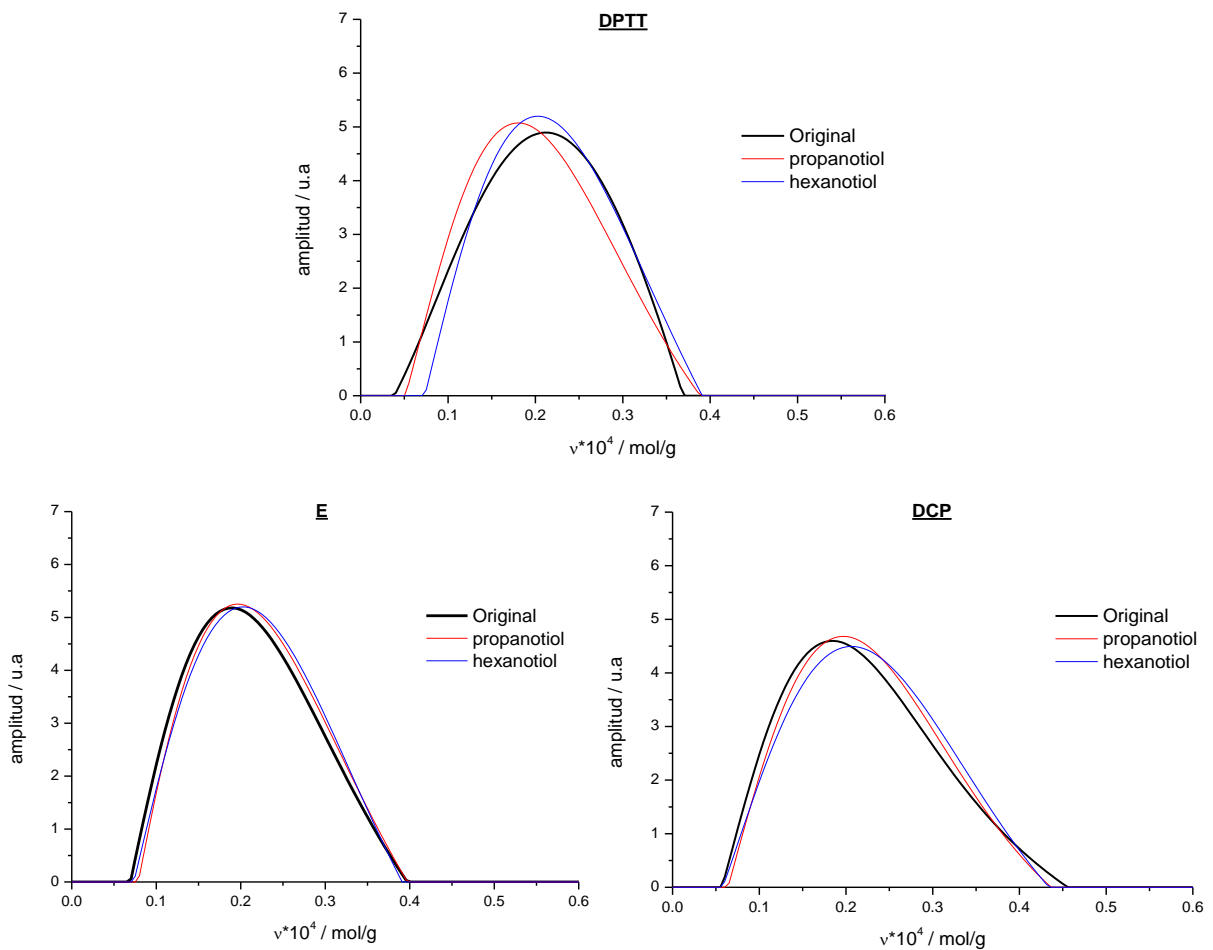 DPTT
7
6
5
4
3
2
1
0
amplitud / u.a
Original
propanotiol
hexanotiol
0.0 0.1 0.2 0.3 0.4 0.5 0.6
ν*10⁴ / mol/g
E
7
6
5
4
3
2
1
0
amplitud / u.a
Original
propanotiol
hexanotiol
0.0 0.1 0.2 0.3 0.4 0.5 0.6
ν*10⁴ / mol/g
DCP
7
6
5
4
3
2
1
0
amplitud / u.a
Original
propanotiol
hexanotiol
0.0 0.1 0.2 0.3 0.4 0.5 0.6
ν*10⁴ / mol/g